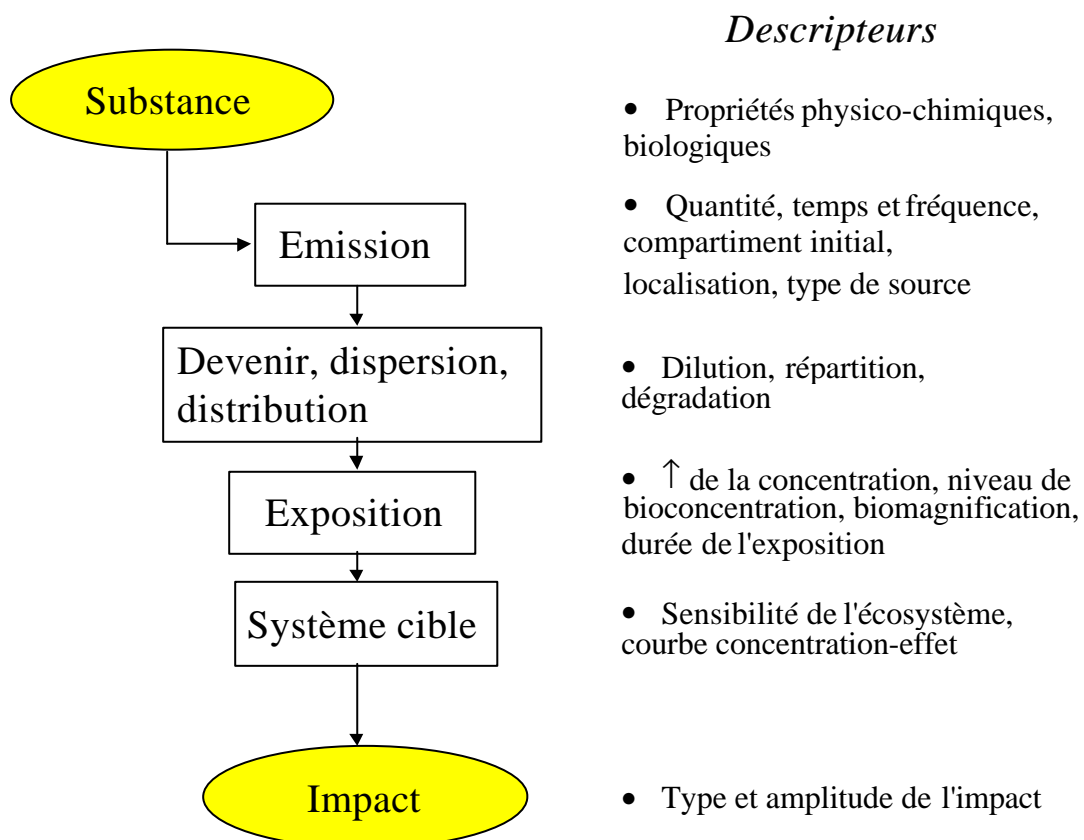 Descripteurs
Substance
• Propriétés physico-chimiques,
biologiques
Emission
• Quantité, temps et fréquence,
compartiment initial,
localisation, type de source
Devenir, dispersion,
distribution
• Dilution, répartition,
dégradation
Exposition
• ↑ de la concentration, niveau de
bioconcentration, biomagnification,
durée de l'exposition
Système cible
• Sensibilité de l'écosystème,
courbe concentration-effet
Impact
• Type et amplitude de l'impact